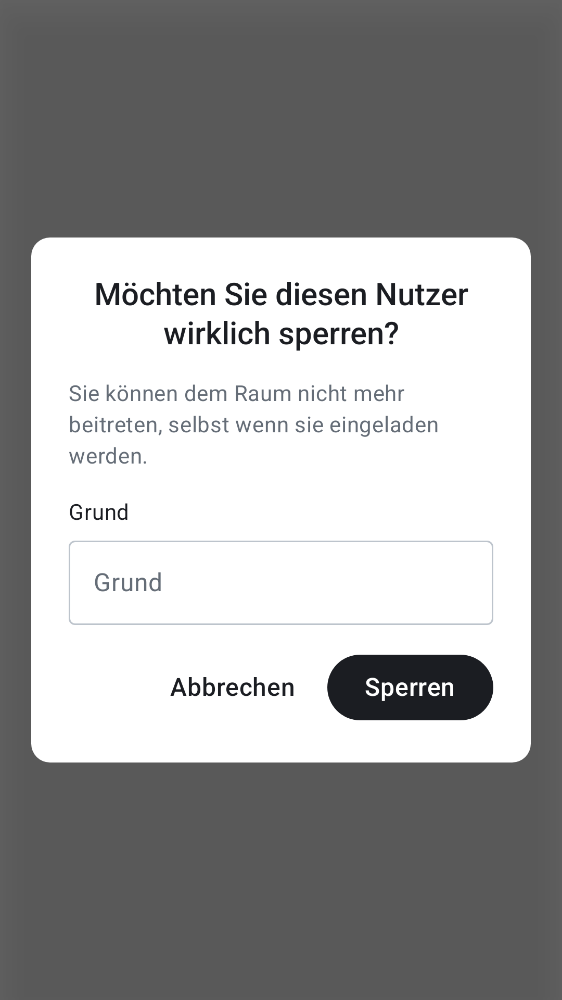 Möchten Sie diesen Nutzer
wirklich sperren?
Sie können dem Raum nicht mehr
beitreten, selbst wenn sie eingeladen
werden.
Grund
Grund
Abbrechen Sperren